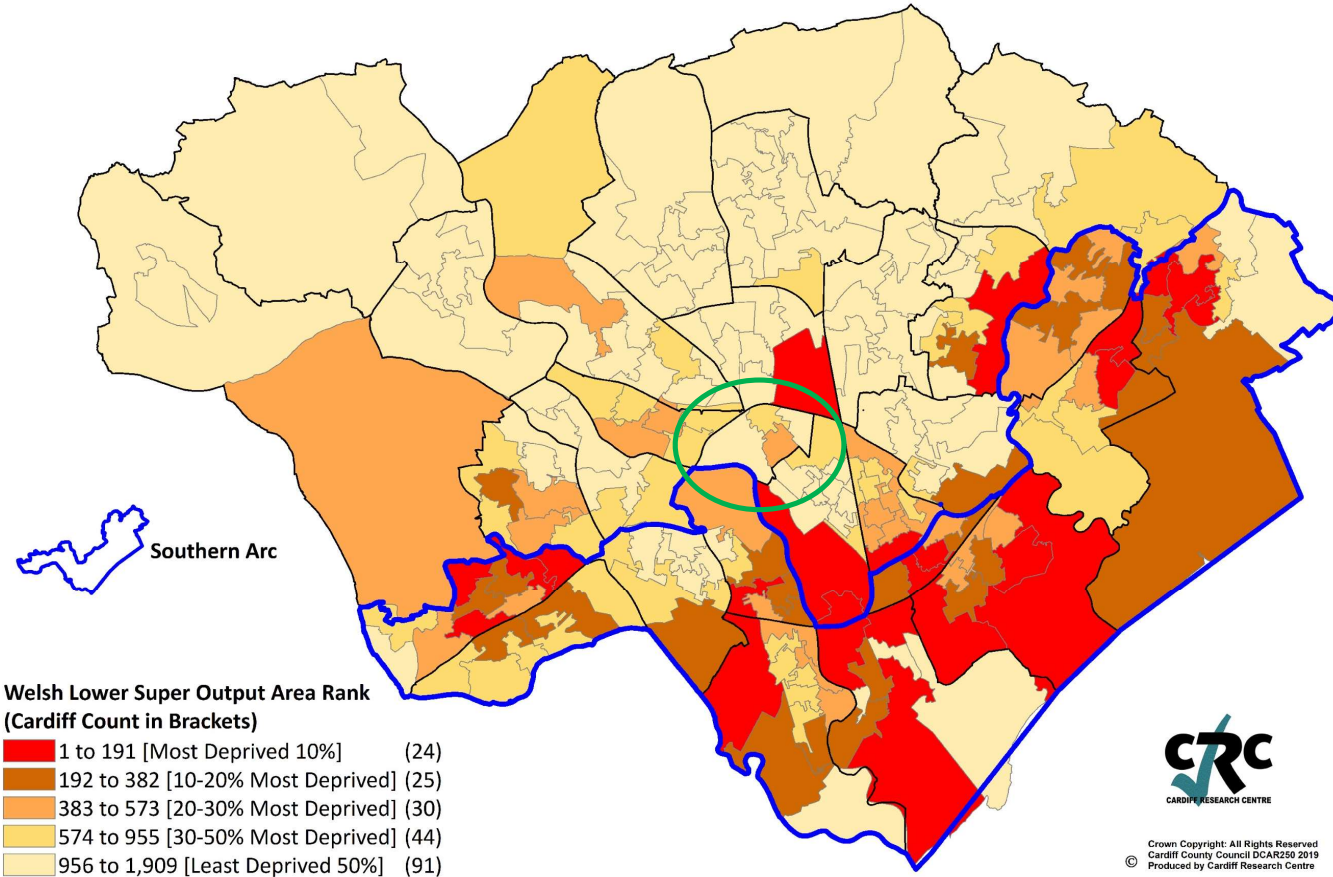 Southern Arc
Welsh Lower Super Output Area Rank
(Cardiff Count in Brackets)
1 to 191 [Most Deprived 10%] (24)
192 to 382 [10-20% Most Deprived] (25)
383 to 573 [20-30% Most Deprived] (30)
574 to 955 [30-50% Most Deprived] (44)
956 to 1,909 [Least Deprived 50%] (91)
CRC
CARDIFF RESEARCH CENTRE
Crown Copyright: All Rights Reserved
Cardiff County Council DCAR250 2019
© Produced by Cardiff Research Centre